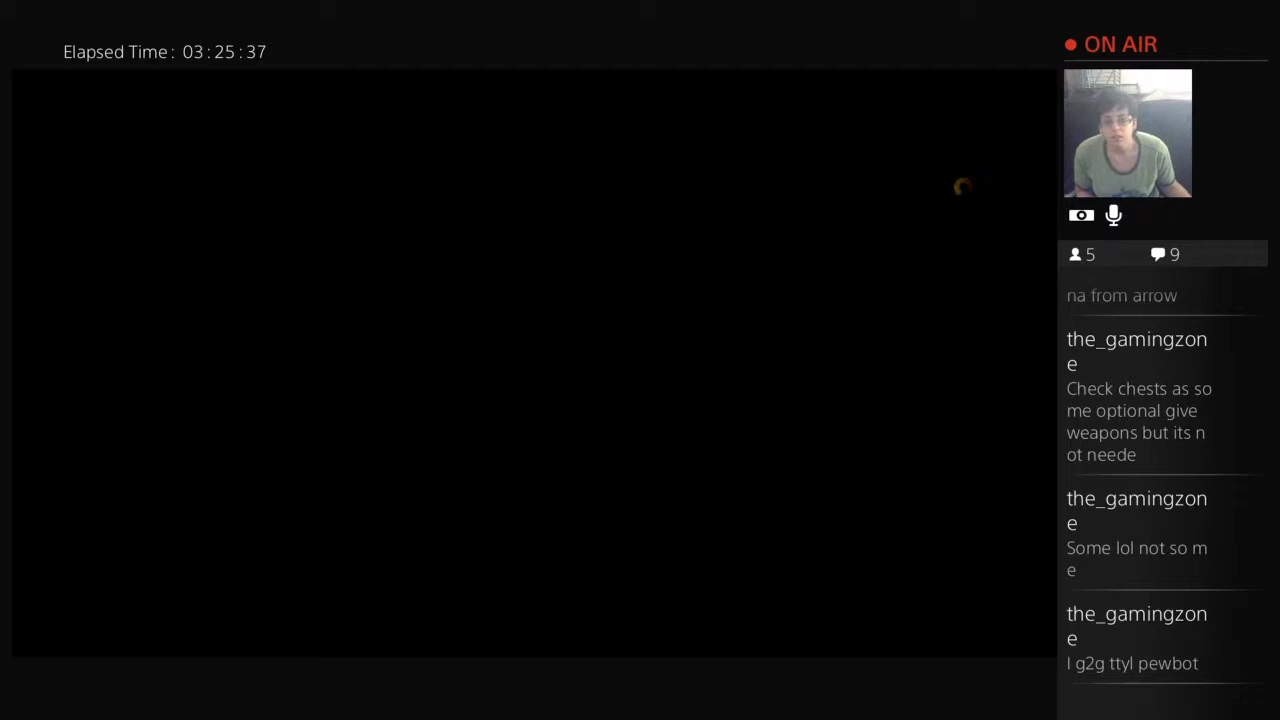 Elapsed Time: 03:25:37
ON AIR
5
9
na from arrow
the_gamingzon
e
Check chests as so
me optional give
weapons but its n
ot neede
the_gamingzon
e
Some lol not so m
e
the_gamingzon
e
I g2g ttyl pewbot